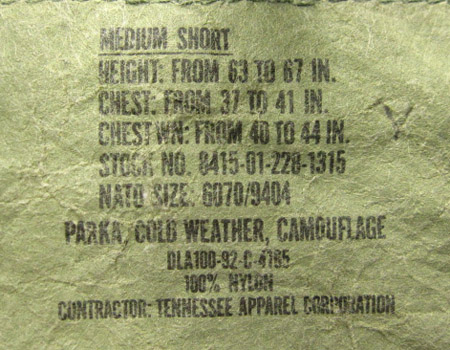 MEDIUM SHORT
HEIGHT: FROM 63 TO 67 IN.
CHEST: FROM 37 TO 41 IN.
CHEST WN: FROM 40 TO 44 IN.
STOCK NO. 8415-01-228-1315
NATO SIZE: 6070/9404
PARKA, COLD WEATHER, CAMOUFLAGE
DLA100-92-C-4165
100% NYLON
CONTRACTOR: TENNESSEE APPAREL CORPORATION